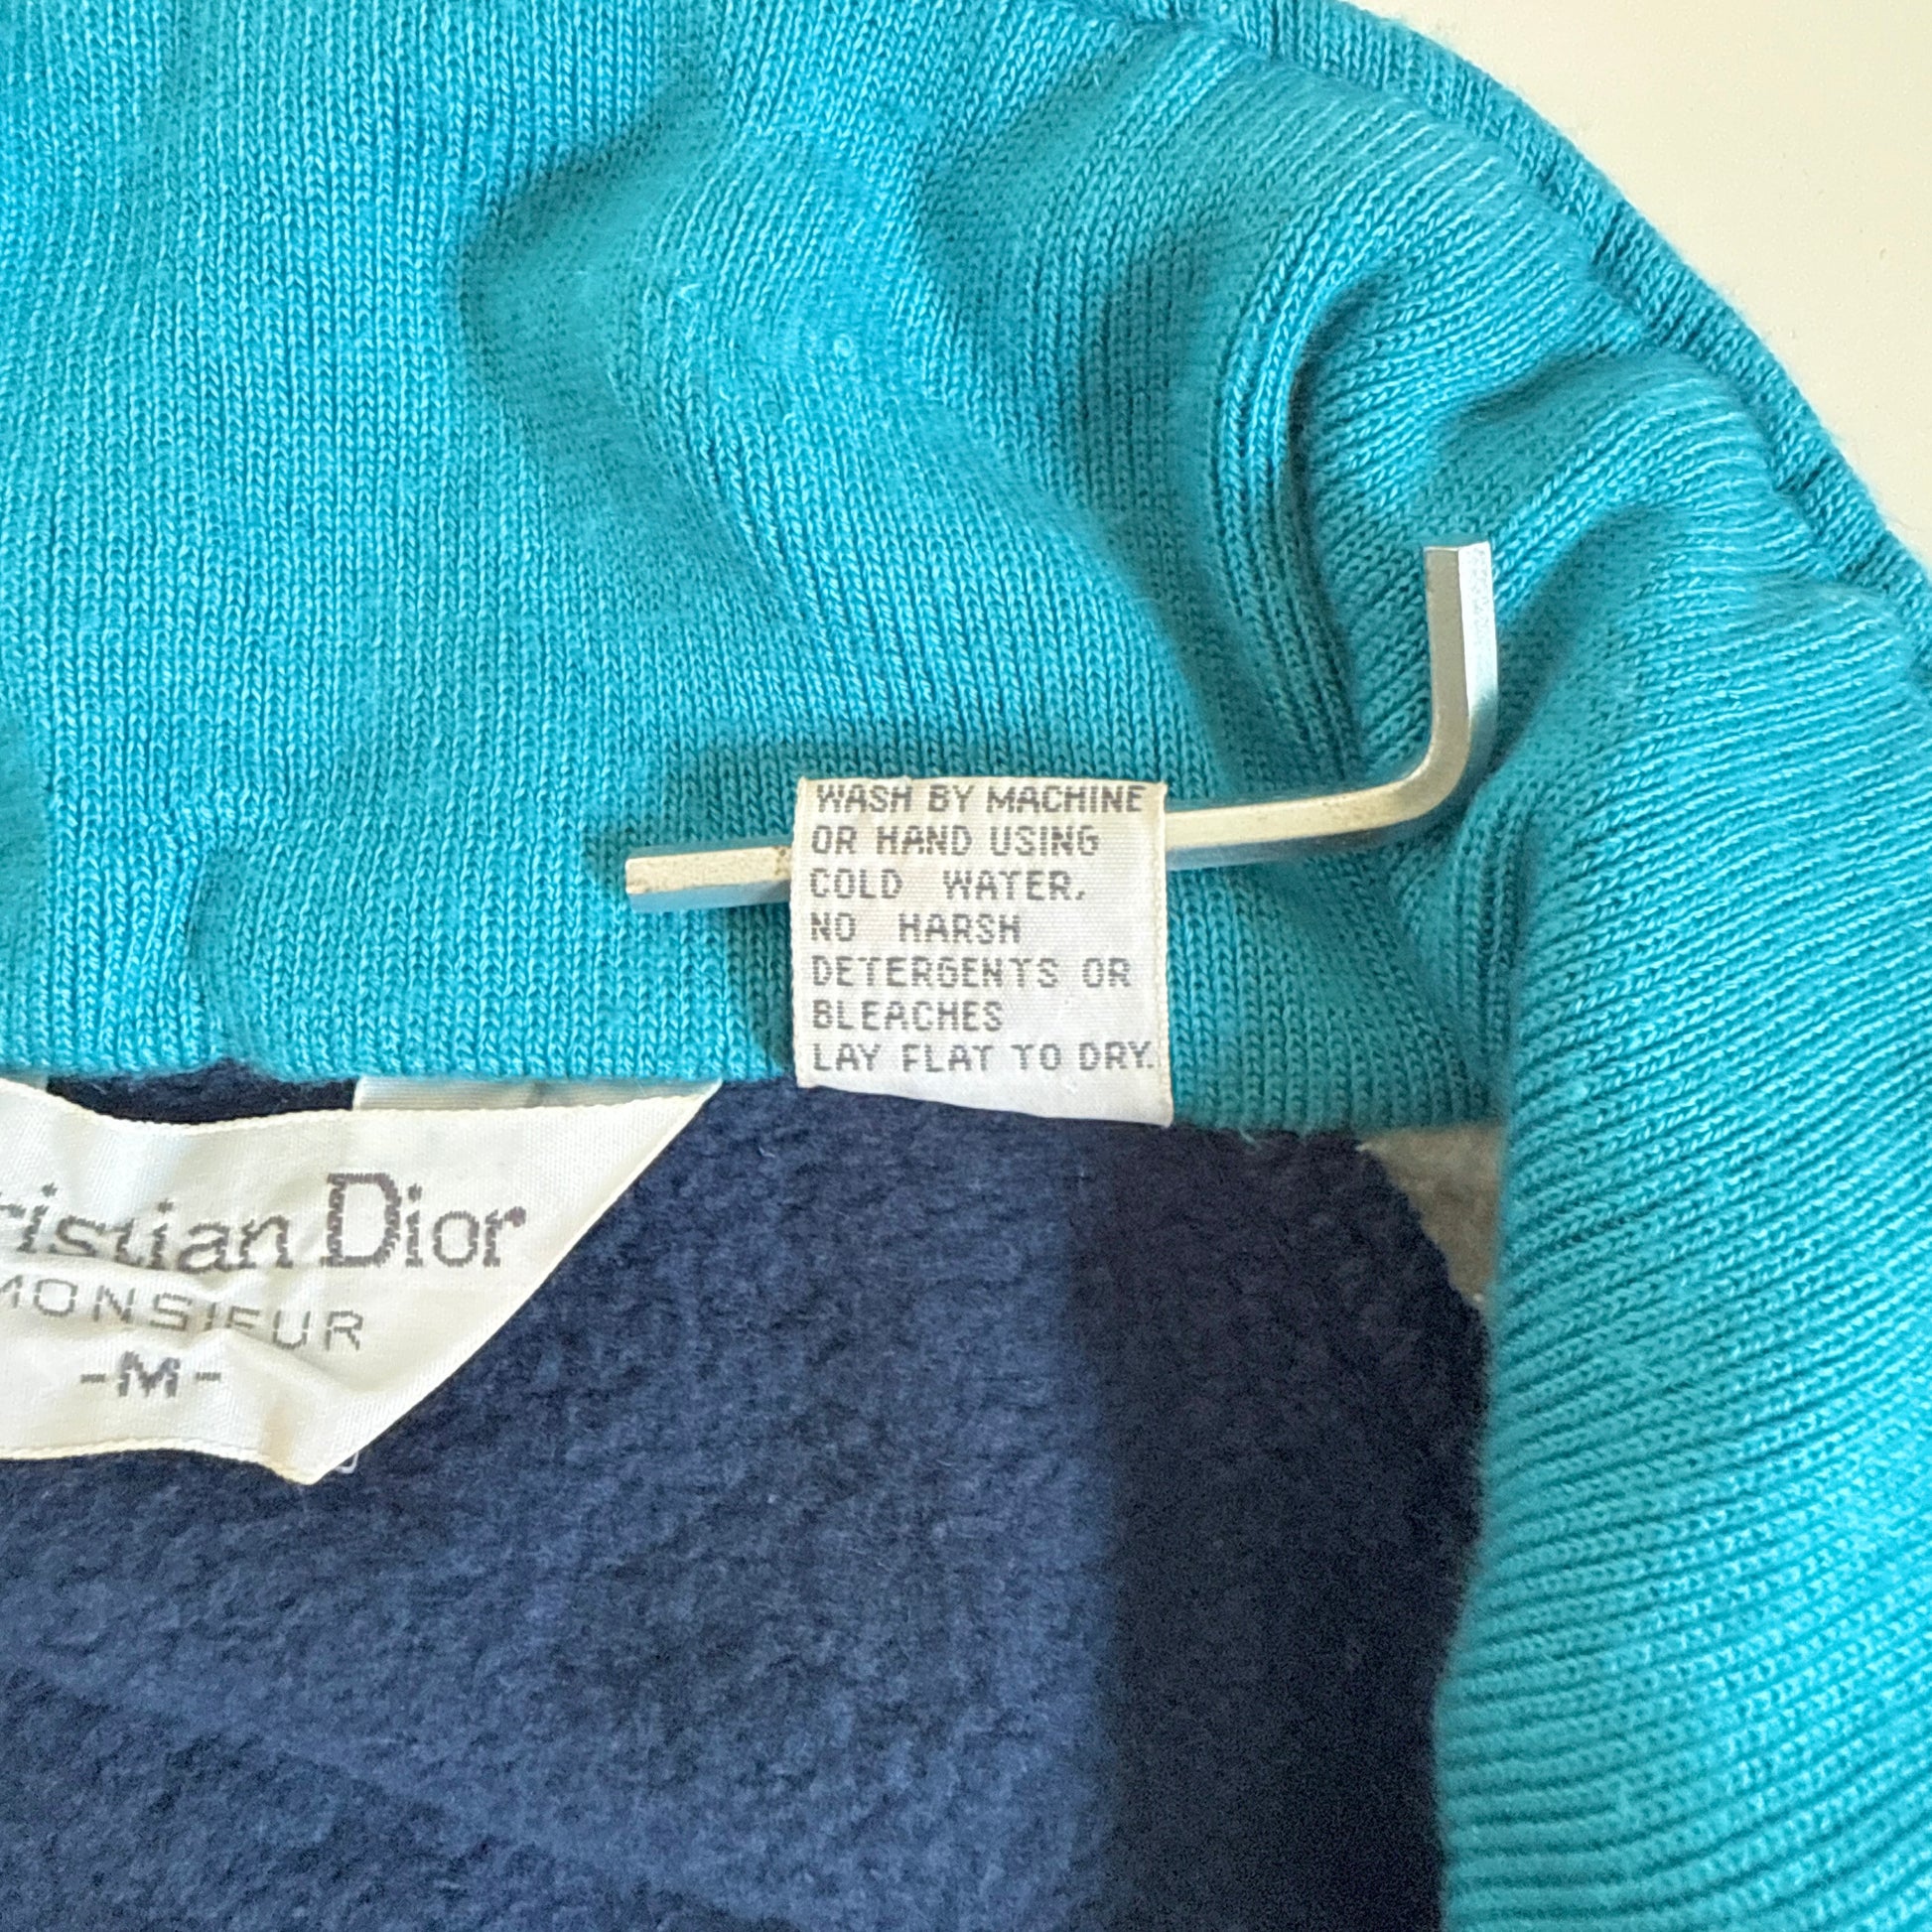 WASH BY MACHINE
OR HAND USING
COLD WATER,
NO HARSH
DETERGENTS OR
BLEACHES
LAY FLAT TO DRY.
ristian Dior
MONSIEUR
-M-